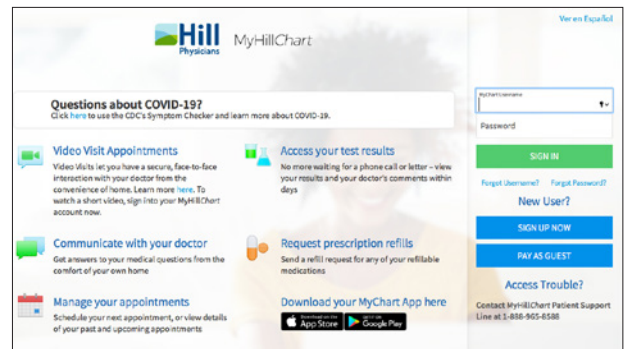 Ver en Español
Hill
Physicians
MyHillChart
Questions about COVID-19?
Click here to use the CDC's Symptom Checker and learn more about COVID-19.
Video Visit Appointments
Video Visits let you have a secure, face-to-face
interaction with your doctor from the
convenience of home. Learn more here. To
watch a short video, sign into your MyHillChart
account now.
Access your test results
No more waiting for a phone call or letter – view
your results and your doctor's comments within
days
Communicate with your doctor
Get answers to your medical questions from the
comfort of your own home
Request prescription refills
Send a refill request for any of your refillable
medications
Manage your appointments
Schedule your next appointment, or view details
of your past and upcoming appointments
Download your MyChart App here
Download on the
App Store
GET IT ON
Google Play
MyChart Username
Password
SIGN IN
Forgot Username? Forgot Password?
New User?
SIGN UP NOW
PAY AS GUEST
Access Trouble?
Contact MyHillChart Patient Support
Line at 1-888-965-8588